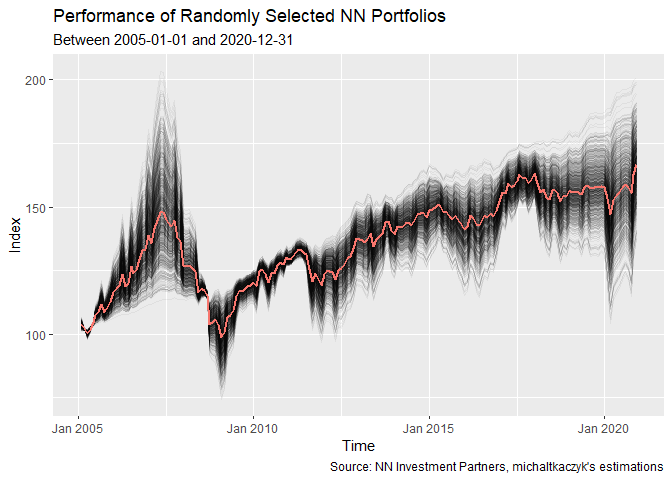 Performance of Randomly Selected NN Portfolios
Between 2005-01-01 and 2020-12-31
200
150
100
Index
Jan 2005 Jan 2010 Jan 2015 Jan 2020
Time
Source: NN Investment Partners, michaltkaczyk's estimations